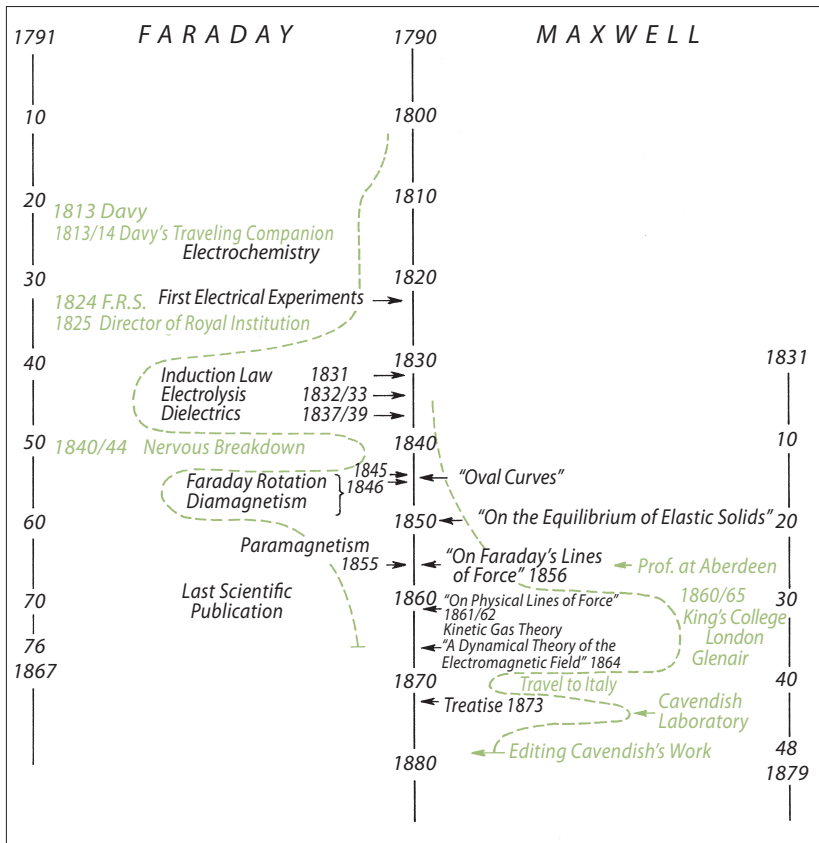 FARADAY
MAXWELL
1791
1790
10
1800
20
1810
1813 Davy
1813/14 Davy's Traveling Companion
Electrochemistry
30
1820
1824 F.R.S.
First Electrical Experiments
1825 Director of Royal Institution
40
1830
1831
Induction Law 1831
Electrolysis 1832/33
Dielectrics 1837/39
50
1840/44 Nervous Breakdown
1840
10
1845
Faraday Rotation
1846
Diamagnetism
"Oval Curves"
60
1850
"On the Equilibrium of Elastic Solids"
20
Paramagnetism
1855
"On Faraday's Lines
of Force" 1856
Prof. at Aberdeen
Last Scientific
Publication
70
1860
"On Physical Lines of Force"
1861/62
Kinetic Gas Theory
"A Dynamical Theory of the
Electromagnetic Field" 1864
1860/65
King's College
London
Glenair
30
76
1867
1870
Travel to Italy
40
Treatise 1873
Cavendish
Laboratory
1880
Editing Cavendish's Work
48
1879